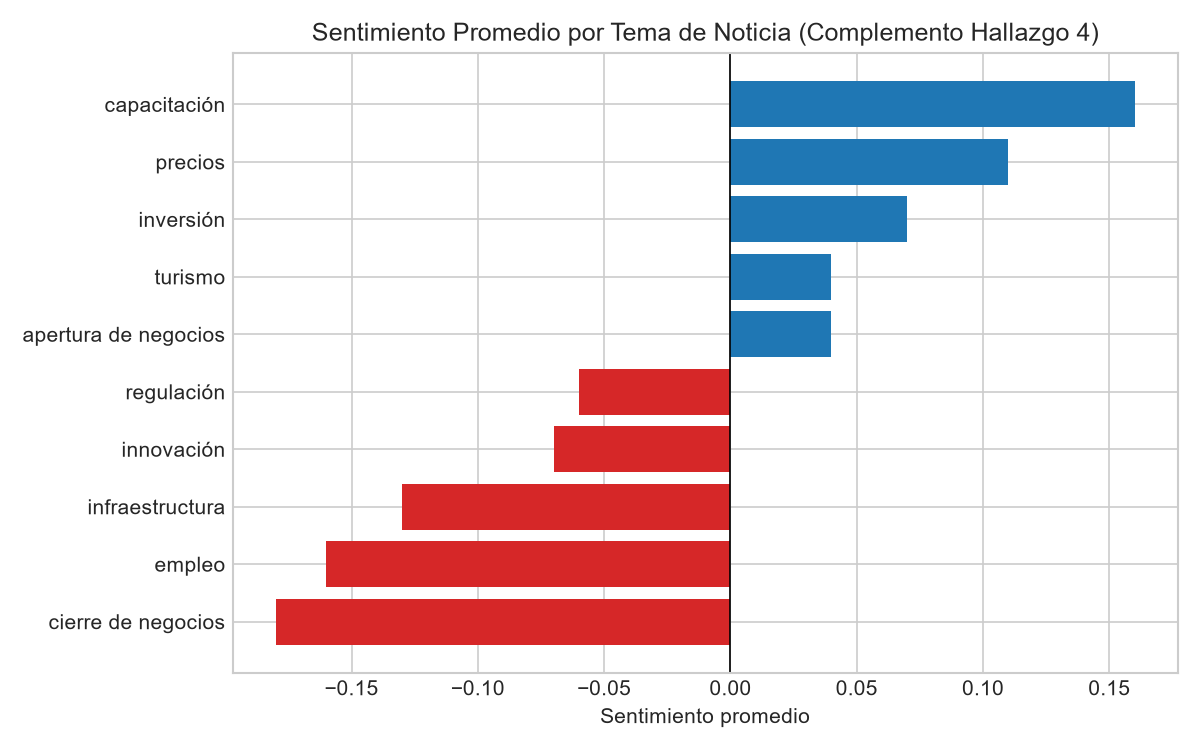 Sentimiento Promedio por Tema de Noticia (Complemento Hallazgo 4)
capacitación
precios
inversión
turismo
apertura de negocios
regulación
innovación
infraestructura
empleo
cierre de negocios
−0.15 −0.10 −0.05 0.00 0.05 0.10 0.15
Sentimiento promedio